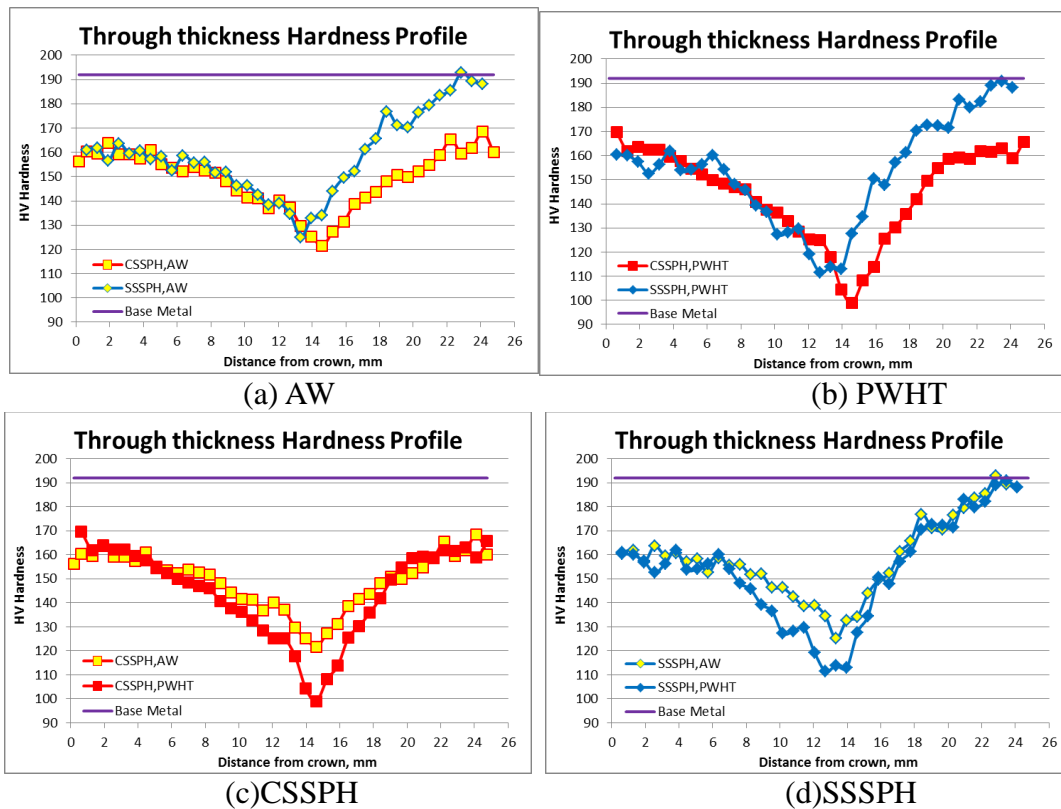 Through thickness Hardness Profile
HV Hardness
200
190
180
170
160
150
140
130
120
110
100
90
CSSPH,AW
SSSPH,AW
Base Metal
0 2 4 6 8 10 12 14 16 18 20 22 24 26
Distance from crown, mm
(a) AW
Through thickness Hardness Profile
HV Hardness
200
190
180
170
160
150
140
130
120
110
100
90
CSSPH,PWHT
SSSPH,PWHT
Base Metal
0 2 4 6 8 10 12 14 16 18 20 22 24 26
Distance from crown, mm
(b) PWHT
Through thickness Hardness Profile
HV Hardness
200
190
180
170
160
150
140
130
120
110
100
90
CSSPH,AW
CSSPH,PWHT
Base Metal
0 2 4 6 8 10 12 14 16 18 20 22 24 26
Distance from crown, mm
(c)CSSPH
Through thickness Hardness Profile
HV Hardness
200
190
180
170
160
150
140
130
120
110
100
90
SSSPH,AW
SSSPH,PWHT
Base Metal
0 2 4 6 8 10 12 14 16 18 20 22 24 26
Distance from crown, mm
(d)SSSPH